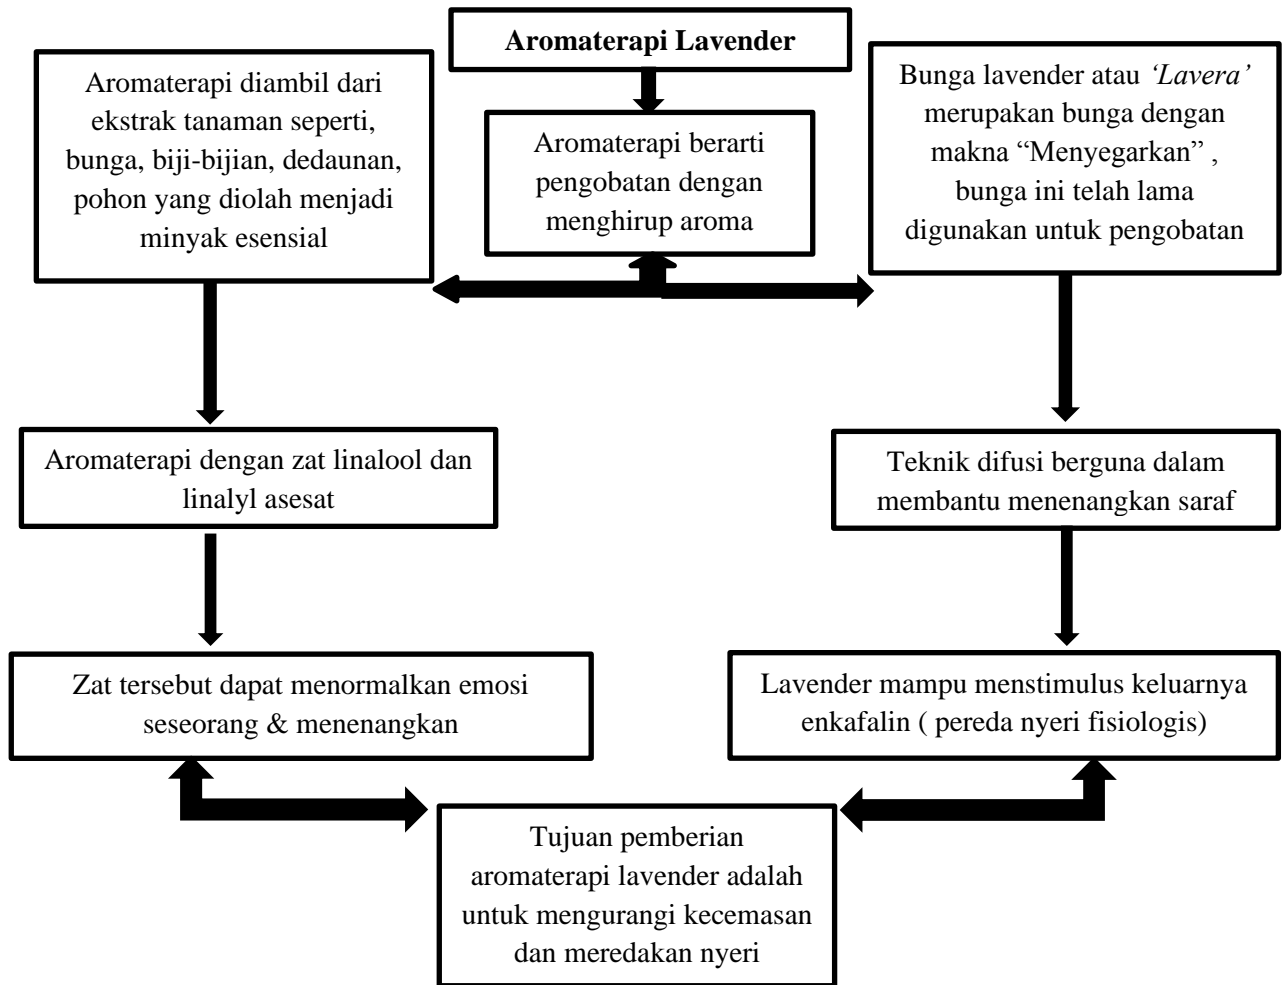 Aromaterapi Lavender
Aromaterapi diambil dari
ekstrak tanaman seperti,
bunga, biji-bijian, dedaunan,
pohon yang diolah menjadi
minyak esensial
Aromaterapi berarti
pengobatan dengan
menghirup aroma
Bunga lavender atau ‘Lavera’
merupakan bunga dengan
makna “Menyegarkan” ,
bunga ini telah lama
digunakan untuk pengobatan
Aromaterapi dengan zat linalool dan
linalyl asesat
Teknik difusi berguna dalam
membantu menenangkan saraf
Zat tersebut dapat menormalkan emosi
seseorang & menenangkan
Lavender mampu menstimulus keluarnya
enkafalin ( pereda nyeri fisiologis)
Tujuan pemberian
aromaterapi lavender adalah
untuk mengurangi kecemasan
dan meredakan nyeri